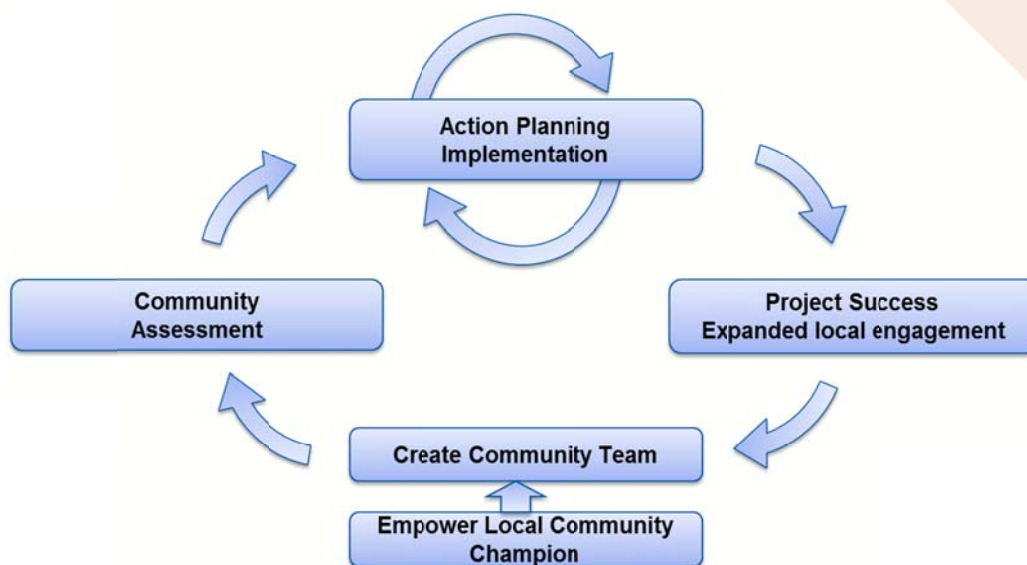 Action Planning
Implementation
Community
Assessment
Project Success
Expanded local engagement
Create Community Team
Empower Local Community
Champion